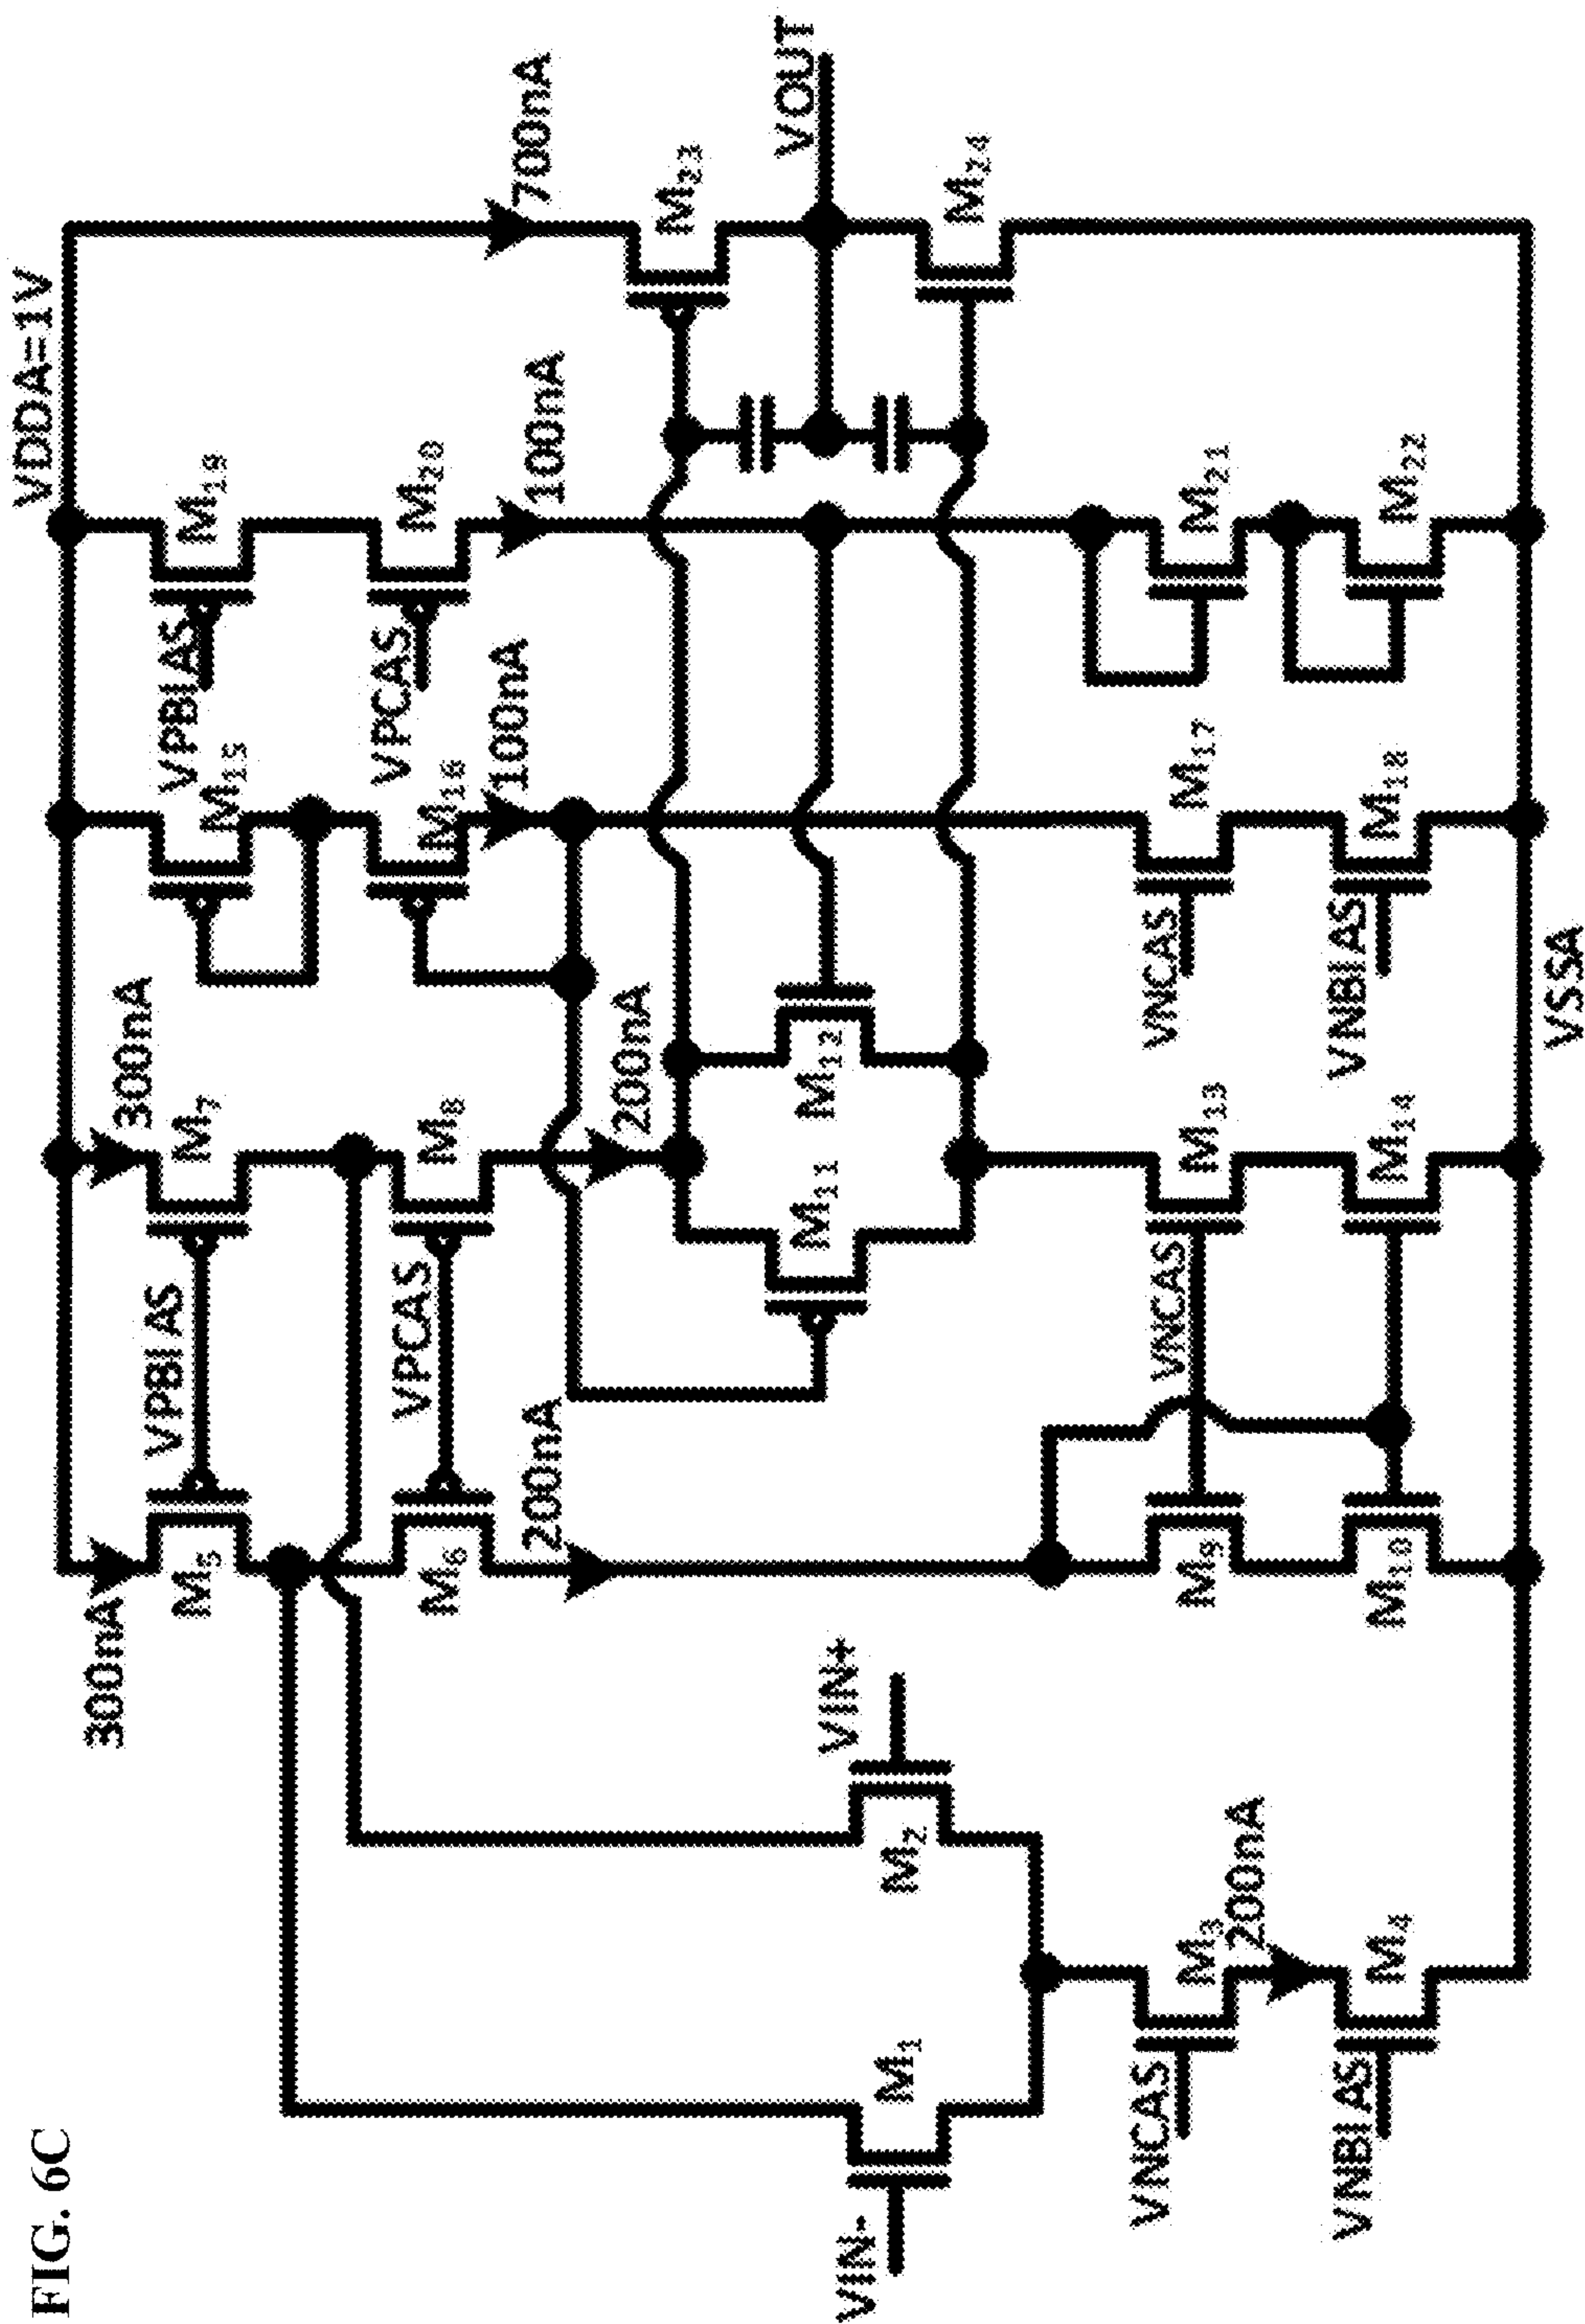 FIG. 6C
VDDA=1V
300nA
300nA
VPBIAS
M5
M7
VPBIAS
M15
M19
VPCAS
M6
M8
VPCAS
M16
M20
200nA
200nA
100nA
100nA
700nA
VIN-
M1
M2
VIN+
M11
M12
M23
VOUT
M24
VNCAS
M3
200nA
VNBIAS
M4
M9
VNCAS
M13
M10
M14
VNCAS
M17
VNBIAS
M18
M21
M22
VSSA